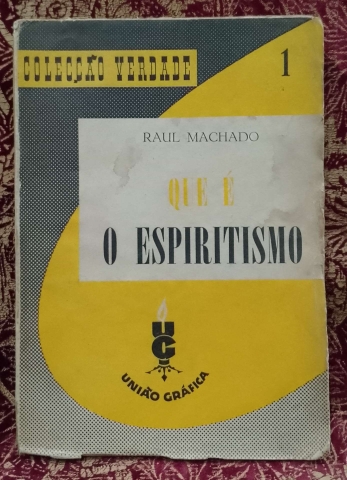 COLECÇÃO VERDADE
1
RAUL MACHADO
QUE É
O ESPIRITISMO
UG
UNIÃO GRÁFICA